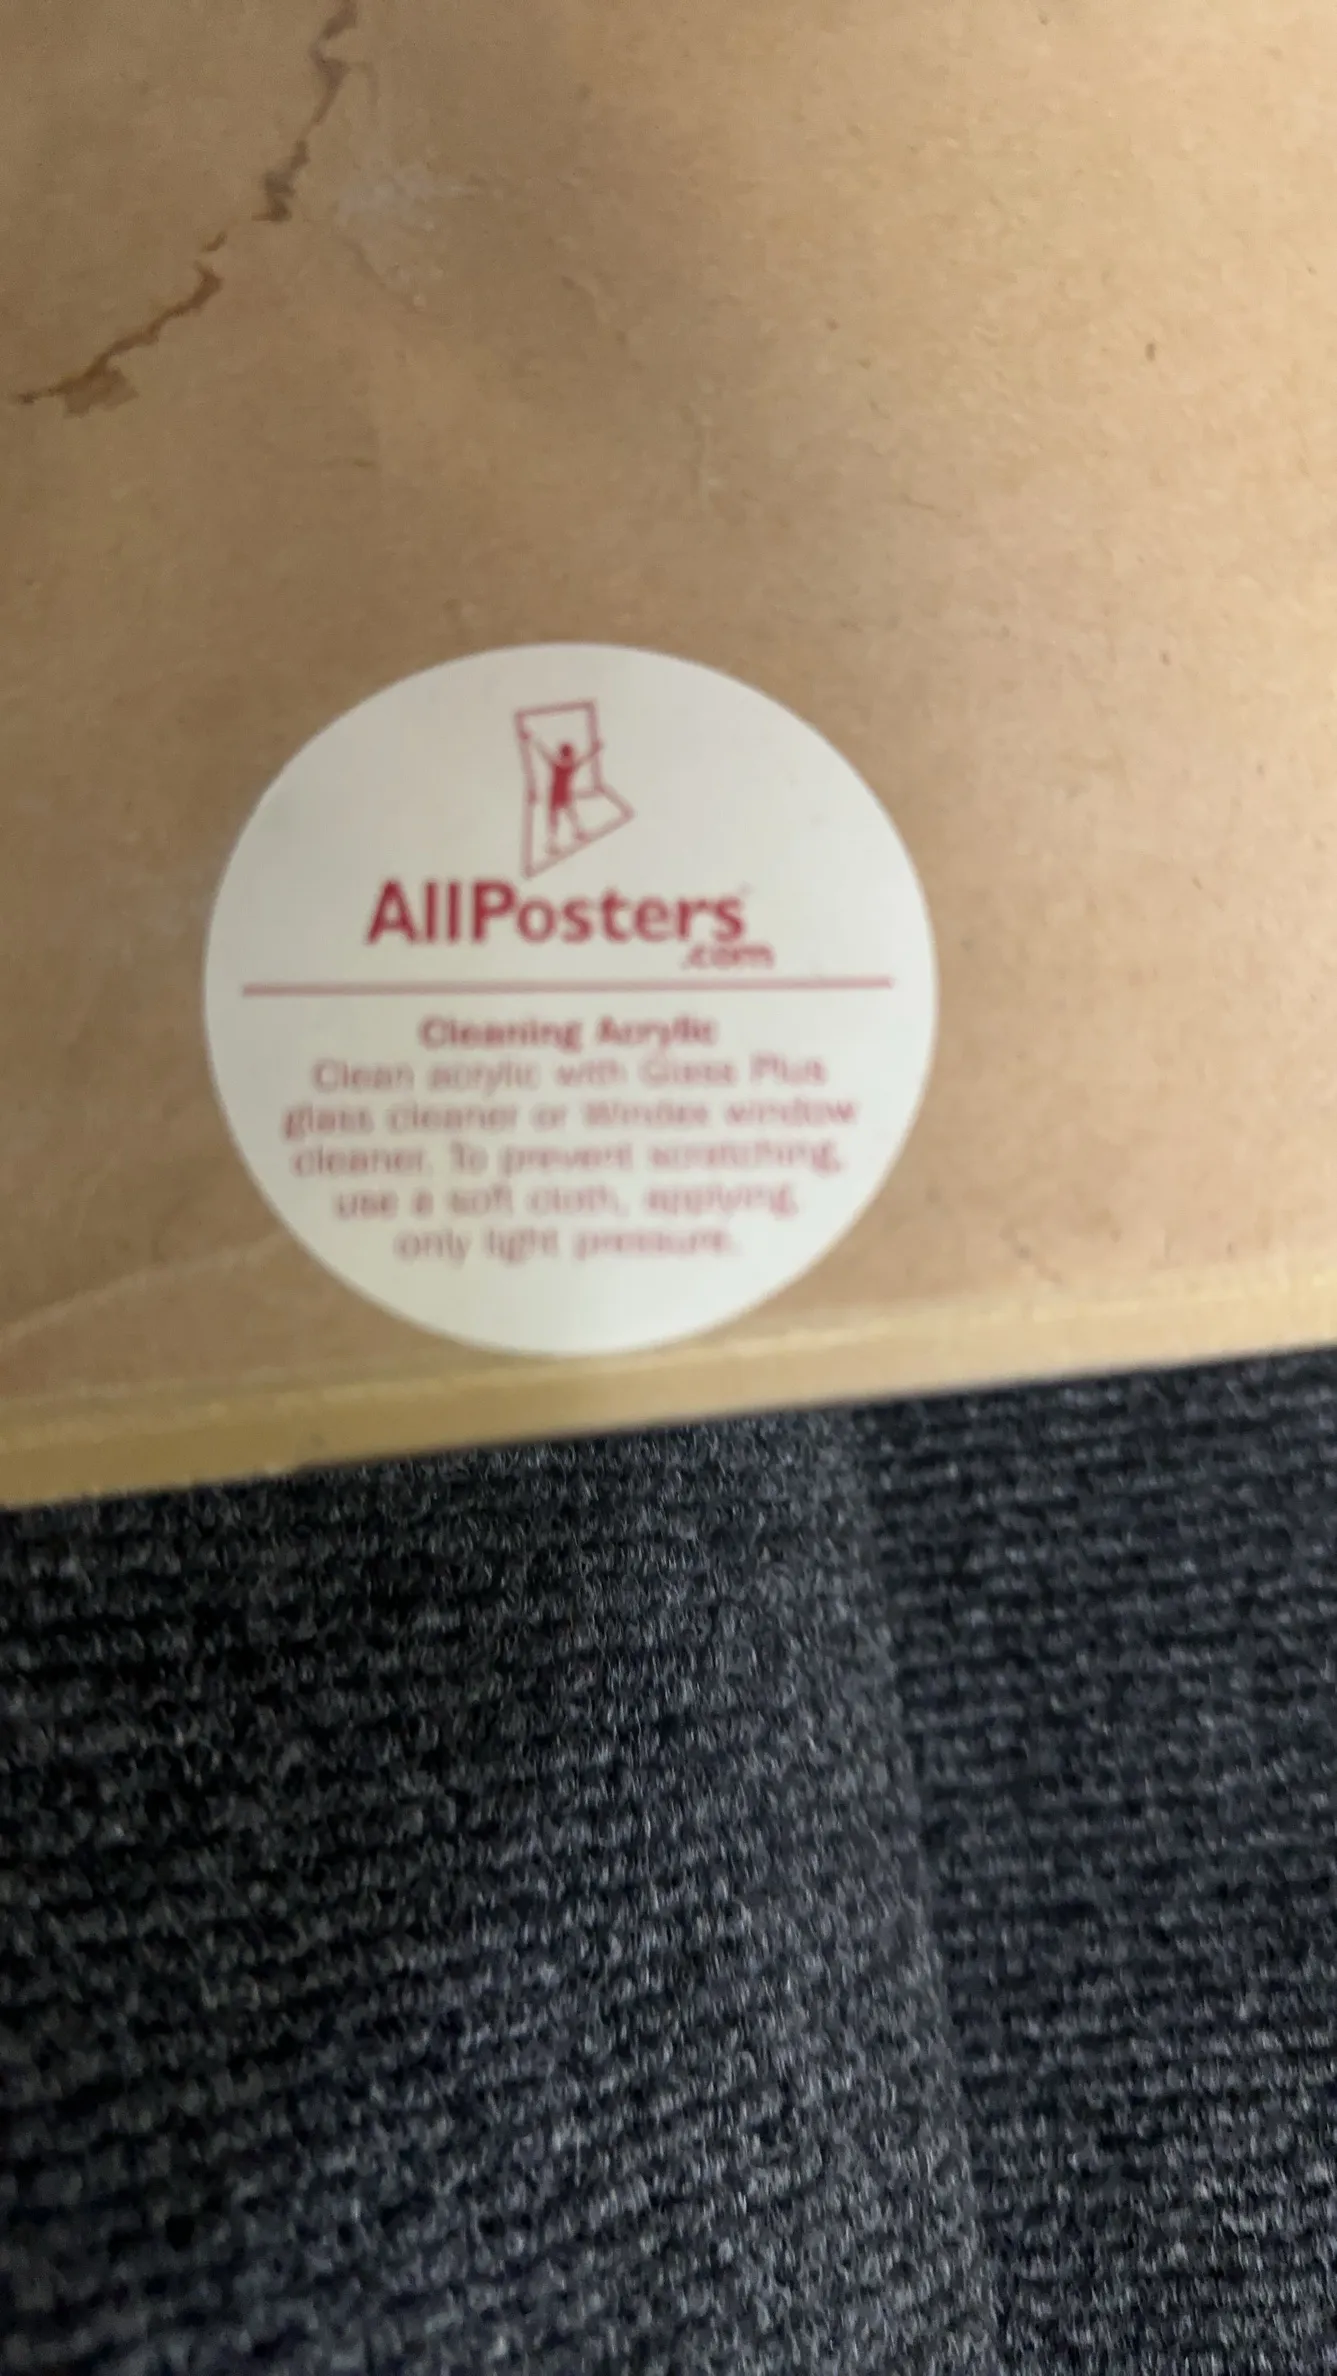 AllPosters
.com
Cleaning Acrylic
Clean acrylic with Glass Plus
glass cleaner or Windex window
cleaner. To prevent scratching,
use a soft cloth, applying,
only light pressure.